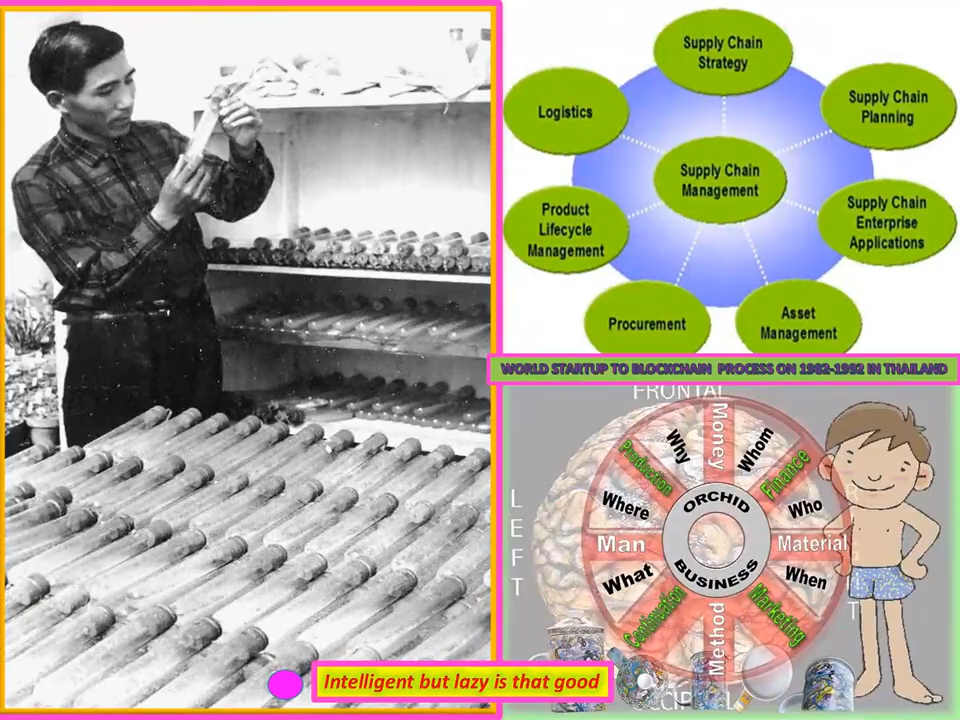 Supply Chain
Strategy
Logistics
Supply Chain
Planning
Supply Chain
Management
Product
Lifecycle
Management
Supply Chain
Enterprise
Applications
Procurement
Asset
Management
WORLD STARTUP TO BLOCKCHAIN PROCESS ON 1982-1992 IN THAILAND
FRONTAL
Money
Why
Whom
Production
Finance
Where
Who
ORCHID
BUSINESS
LEFT
Man
Material
What
When
Continuation
Marketing
Method
T
Intelligent but lazy is that good